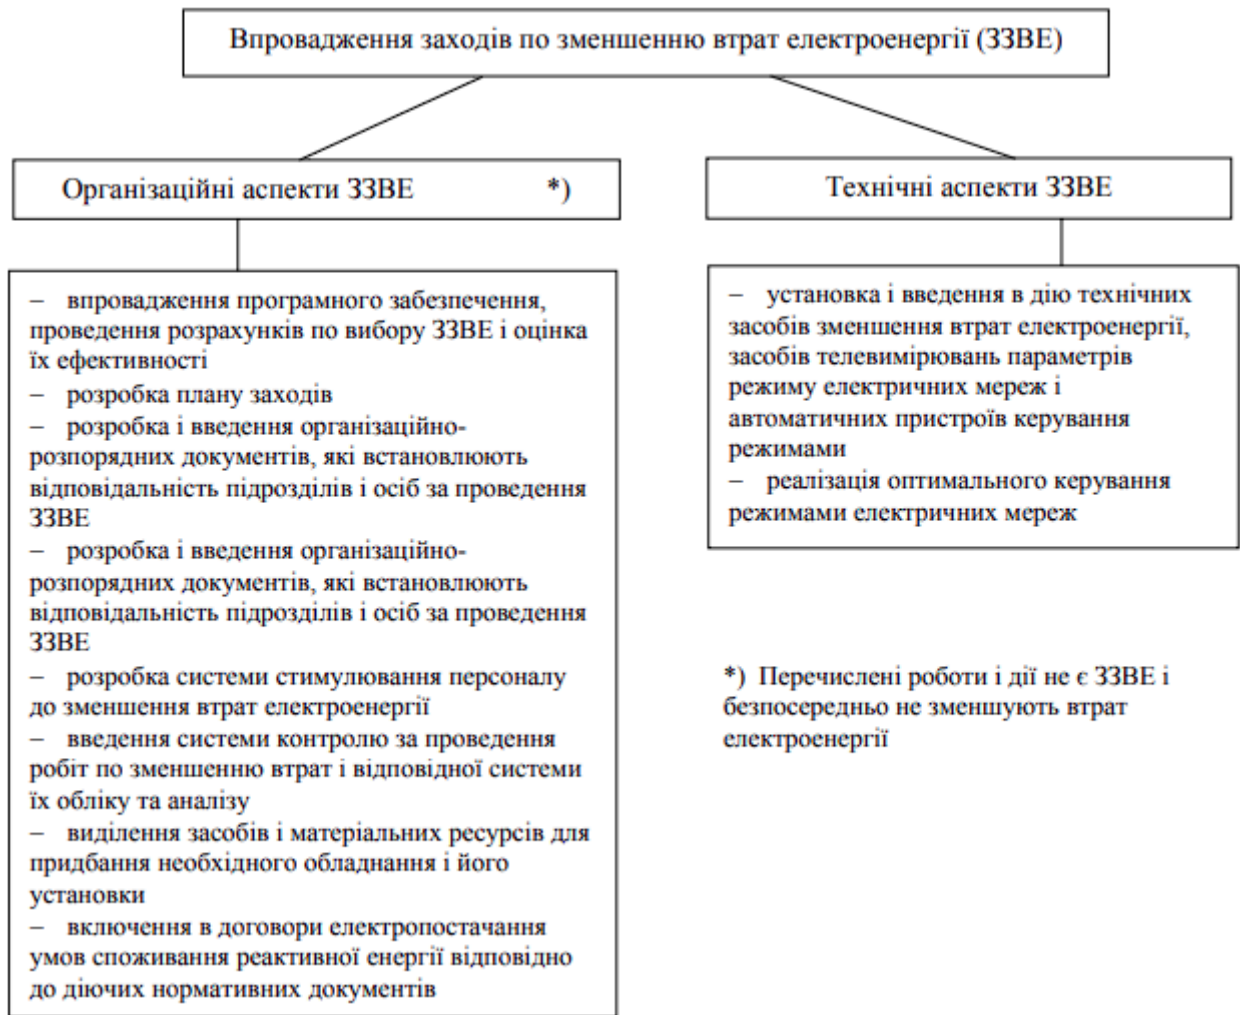 Впровадження заходів по зменшенню втрат електроенергії (ЗЗВЕ)
Організаційні аспекти ЗЗВЕ *)
– впровадження програмного забезпечення,
проведення розрахунків по вибору ЗЗВЕ і оцінка
їх ефективності
– розробка плану заходів
– розробка і введення організаційно-
розпорядних документів, які встановлюють
відповідальність підрозділів і осіб за проведення
ЗЗВЕ
– розробка і введення організаційно-
розпорядних документів, які встановлюють
відповідальність підрозділів і осіб за проведення
ЗЗВЕ
– розробка системи стимулювання персоналу
до зменшення втрат електроенергії
– введення системи контролю за проведення
робіт по зменшенню втрат і відповідної системи
їх обліку та аналізу
– виділення засобів і матеріальних ресурсів для
придбання необхідного обладнання і його
установки
– включення в договори електропостачання
умов споживання реактивної енергії відповідно
до діючих нормативних документів
Технічні аспекти ЗЗВЕ
– установка і введення в дію технічних
засобів зменшення втрат електроенергії,
засобів телевимірювань параметрів
режиму електричних мереж і
автоматичних пристроїв керування
режимами
– реалізація оптимального керування
режимами електричних мереж
*) Перечислені роботи і дії не є ЗЗВЕ і
безпосередньо не зменшують втрат
електроенергії